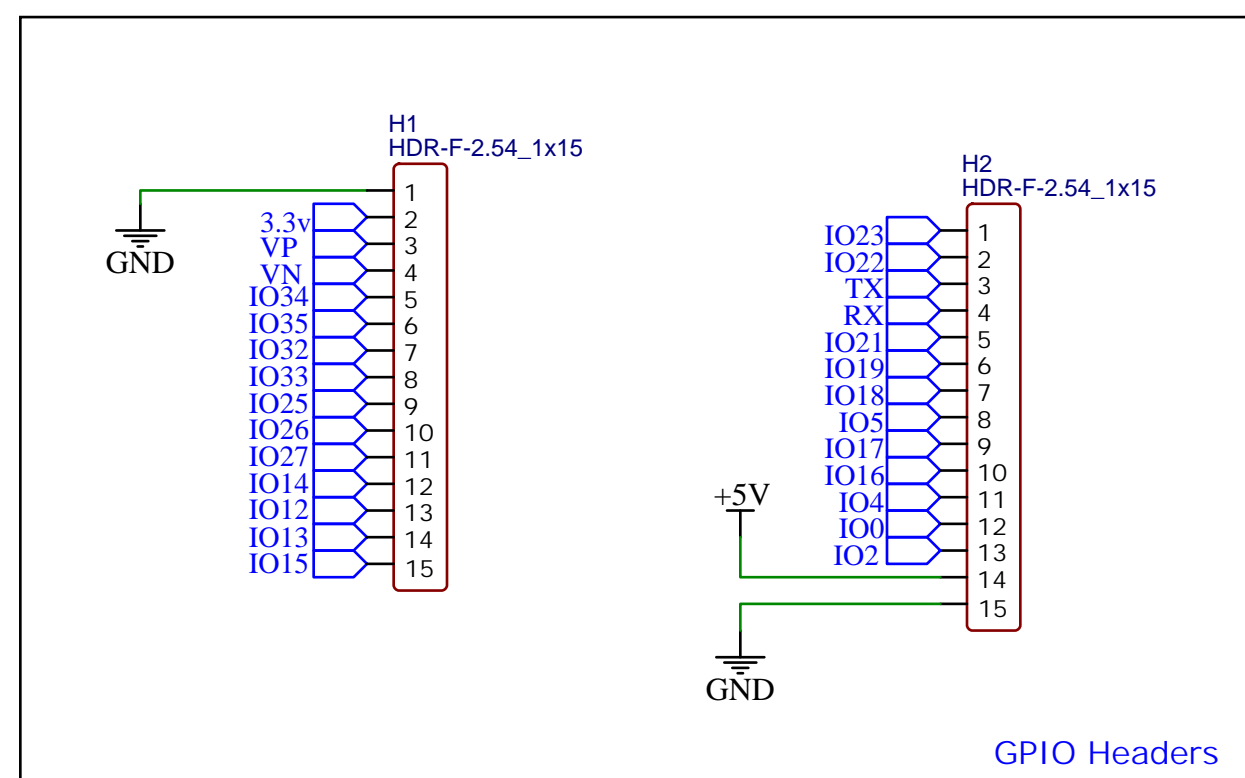 H1
HDR-F-2.54_1x15
1
3.3v 2
VP 3
VN 4
IO34 5
IO35 6
IO32 7
IO33 8
IO25 9
IO26 10
IO27 11
IO14 12
IO12 13
IO13 14
IO15 15
GND
H2
HDR-F-2.54_1x15
IO23 1
IO22 2
TX 3
RX 4
IO21 5
IO19 6
IO18 7
IO5 8
IO17 9
IO16 10
IO4 11
IO0 12
IO2 13
+5V
14
15
GND
GPIO Headers